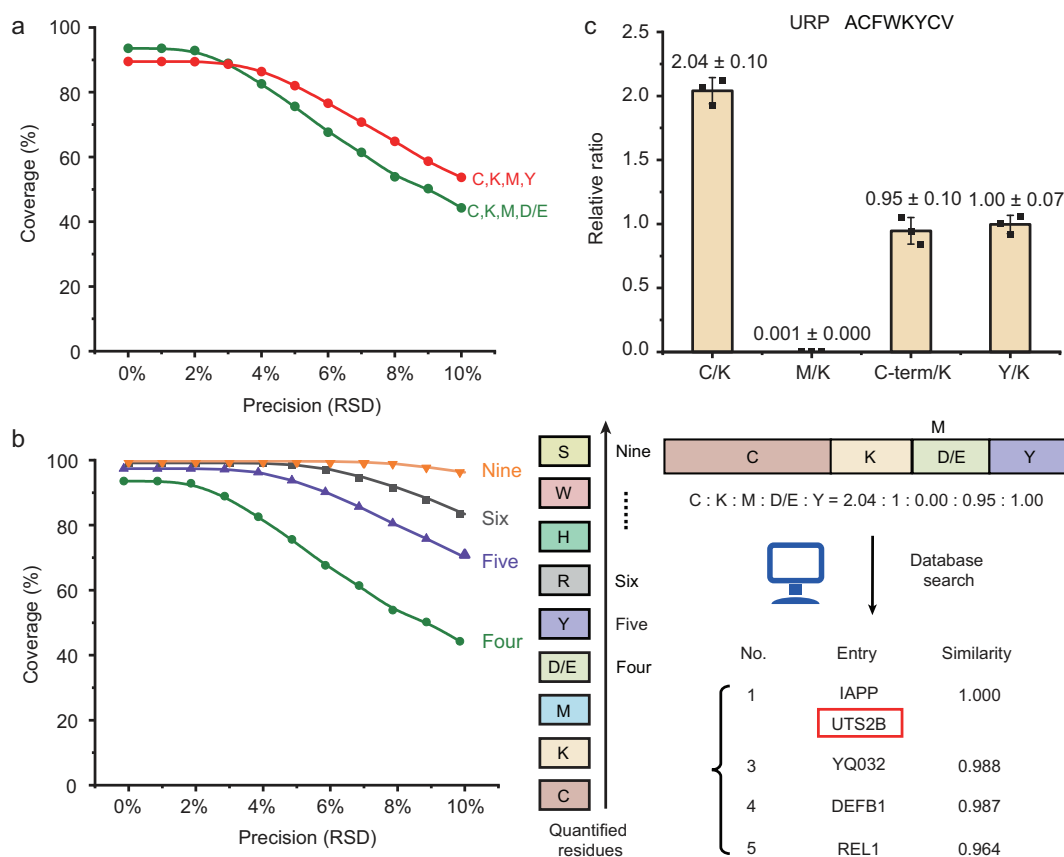 a
100
80
60
40
20
0
Coverage (%)
0% 2% 4% 6% 8% 10%
Precision (RSD)
C,K,M,Y
C,K,M,D/E
c
URP ACFWKYCV
2.5
2.0
1.5
1.0
0.5
0.0
Relative ratio
2.04 ± 0.10
0.001 ± 0.000
0.95 ± 0.10
1.00 ± 0.07
C/K M/K C-term/K Y/K
b
100
80
60
40
20
0
Coverage (%)
0% 2% 4% 6% 8% 10%
Precision (RSD)
Nine
Six
Five
Four
S
W
H
R
Y
D/E
M
K
C
Nine
Six
Five
Four
Quantified
residues
M
C K D/E Y
C : K : M : D/E : Y = 2.04 : 1 : 0.00 : 0.95 : 1.00
Database
search
No. Entry Similarity
1 IAPP 1.000
UTS2B
3 YQ032 0.988
4 DEFB1 0.987
5 REL1 0.964